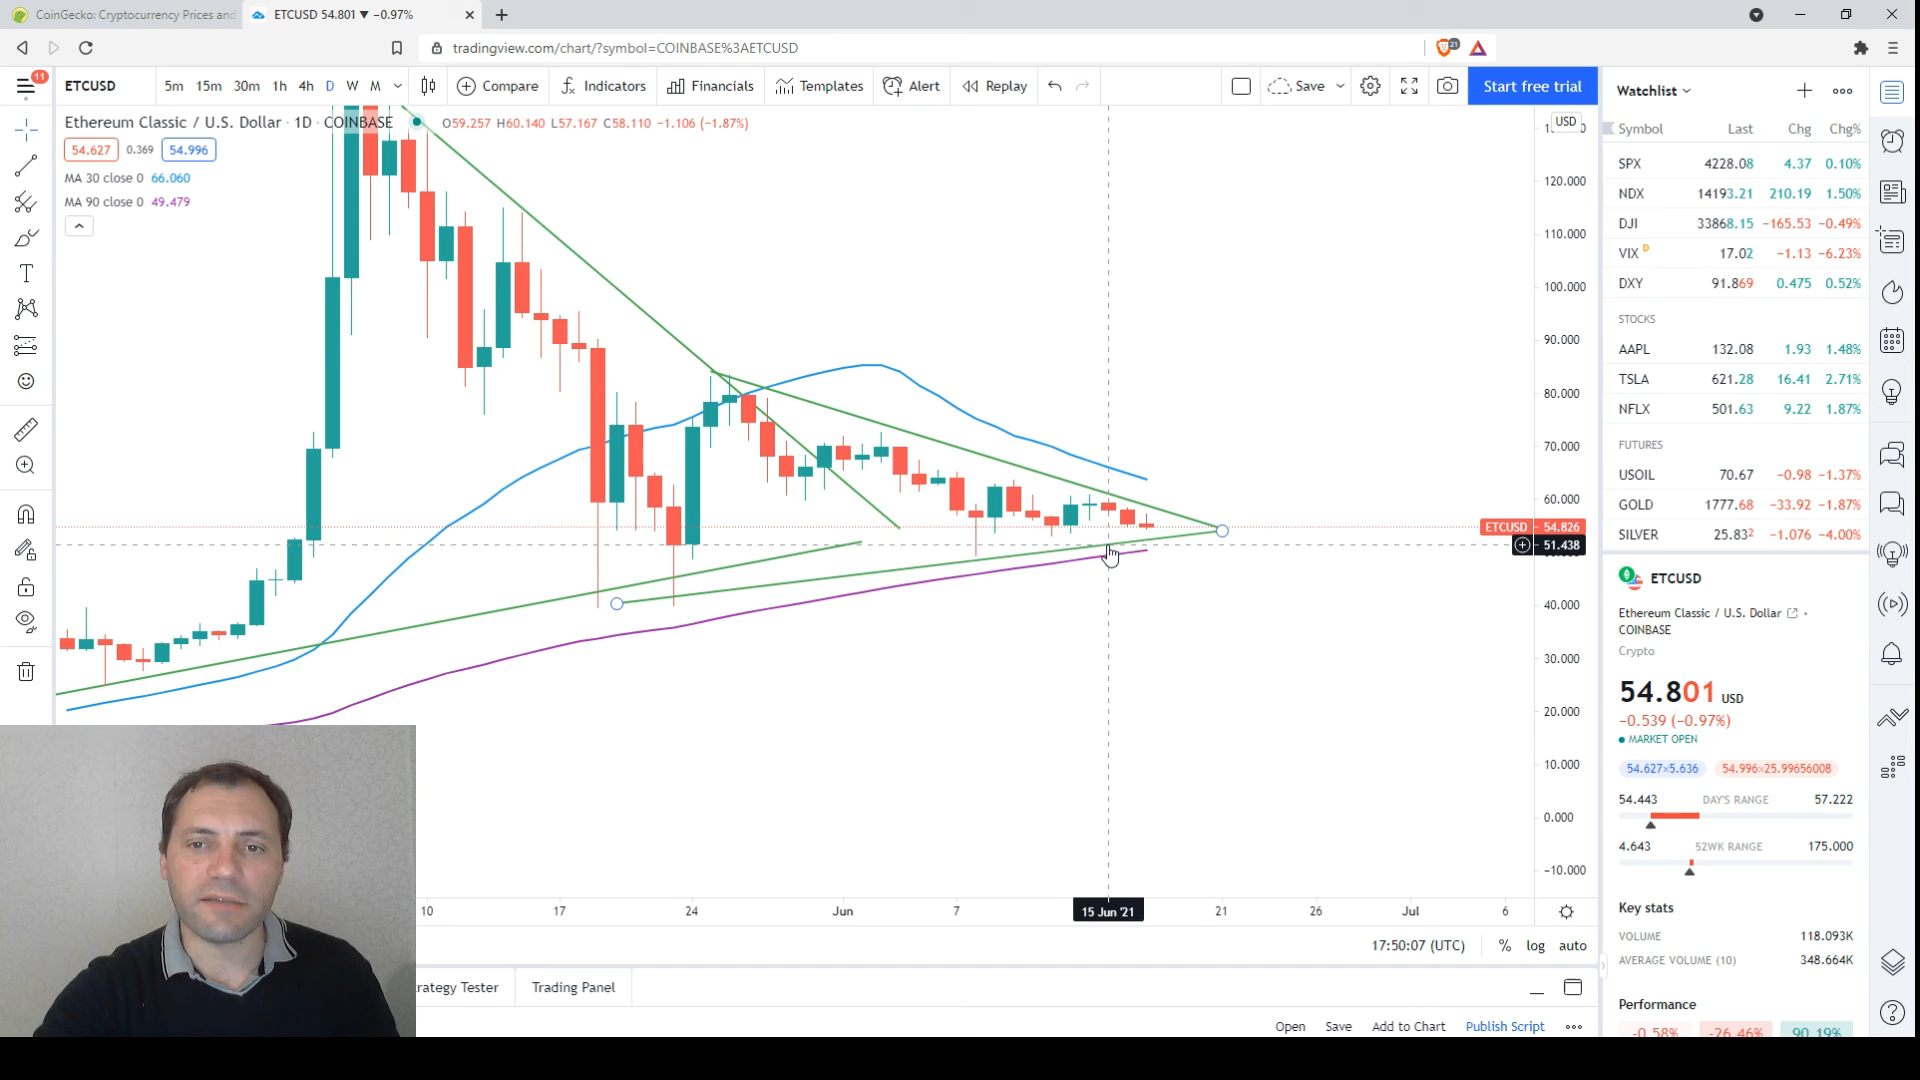 CoinGecko: Cryptocurrency Prices and
ETCUSD 54.801 ▼ −0.97%
tradingview.com/chart/?symbol=COINBASE%3AETCUSD
21
11
ETCUSD 5m 15m 30m 1h 4h D W M Compare Indicators Financials Templates Alert Replay Save Start free trial
Ethereum Classic / U.S. Dollar · 1D · COINBASE O59.257 H60.140 L57.167 C58.110 −1.106 (−1.87%)
54.627 0.369 54.996
MA 30 close 0 66.060
MA 90 close 0 49.479
USD
120.000
110.000
100.000
90.000
80.000
70.000
60.000
ETCUSD 54.826
51.438
40.000
30.000
20.000
10.000
0.000
−10.000
10 17 24 Jun 7 15 Jun '21 21 26 Jul 6
17:50:07 (UTC) % log auto
rategy Tester Trading Panel
Open Save Add to Chart Publish Script
Watchlist
Symbol Last Chg Chg%
SPX 4228.08 4.37 0.10%
NDX 14193.21 210.19 1.50%
DJI 33868.15 −165.53 −0.49%
VIX D 17.02 −1.13 −6.23%
DXY 91.869 0.475 0.52%
STOCKS
AAPL 132.08 1.93 1.48%
TSLA 621.28 16.41 2.71%
NFLX 501.63 9.22 1.87%
FUTURES
USOIL 70.67 −0.98 −1.37%
GOLD 1777.68 −33.92 −1.87%
SILVER 25.832 −1.076 −4.00%
ETCUSD
Ethereum Classic / U.S. Dollar ·
COINBASE
Crypto
54.801 USD
−0.539 (−0.97%)
MARKET OPEN
54.627×5.636 54.996×25.99656008
54.443 DAY'S RANGE 57.222
4.643 52WK RANGE 175.000
Key stats
VOLUME 118.093K
AVERAGE VOLUME (10) 348.664K
Performance
-0.58% -26.46% 90.19%